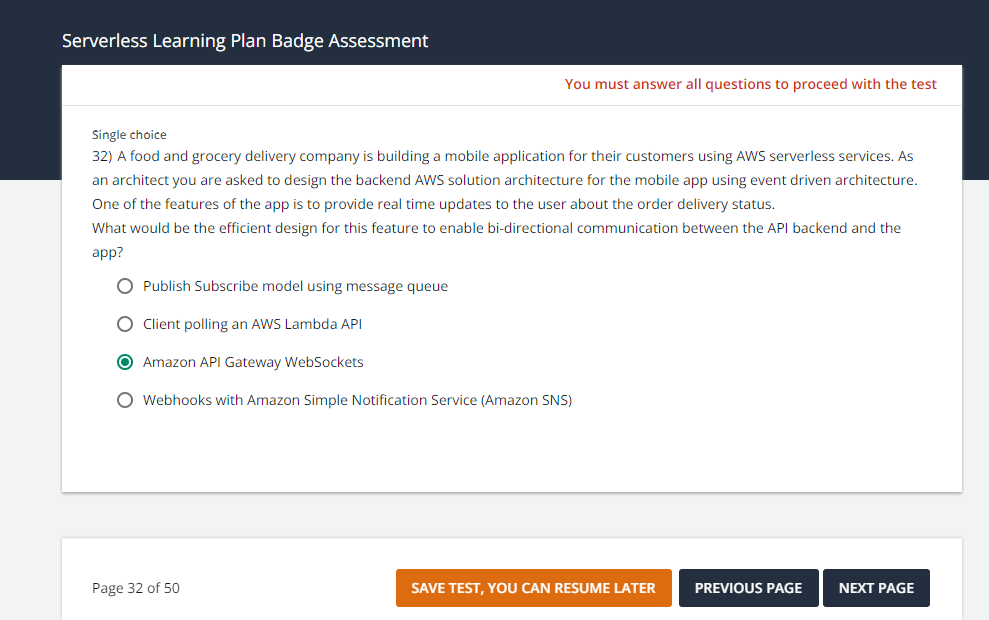 Serverless Learning Plan Badge Assessment
You must answer all questions to proceed with the test
Single choice
32) A food and grocery delivery company is building a mobile application for their customers using AWS serverless services. As
an architect you are asked to design the backend AWS solution architecture for the mobile app using event driven architecture.
One of the features of the app is to provide real time updates to the user about the order delivery status.
What would be the efficient design for this feature to enable bi-directional communication between the API backend and the
app?
Publish Subscribe model using message queue
Client polling an AWS Lambda API
Amazon API Gateway WebSockets
Webhooks with Amazon Simple Notification Service (Amazon SNS)
Page 32 of 50
SAVE TEST, YOU CAN RESUME LATER
PREVIOUS PAGE
NEXT PAGE